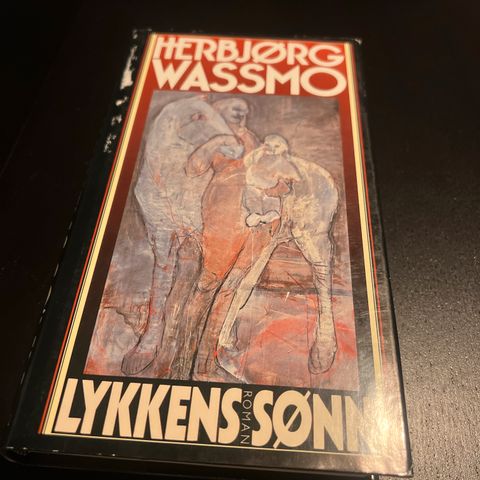 HERBJØRG
WASSMO
LYKKENS ROMAN SØNN